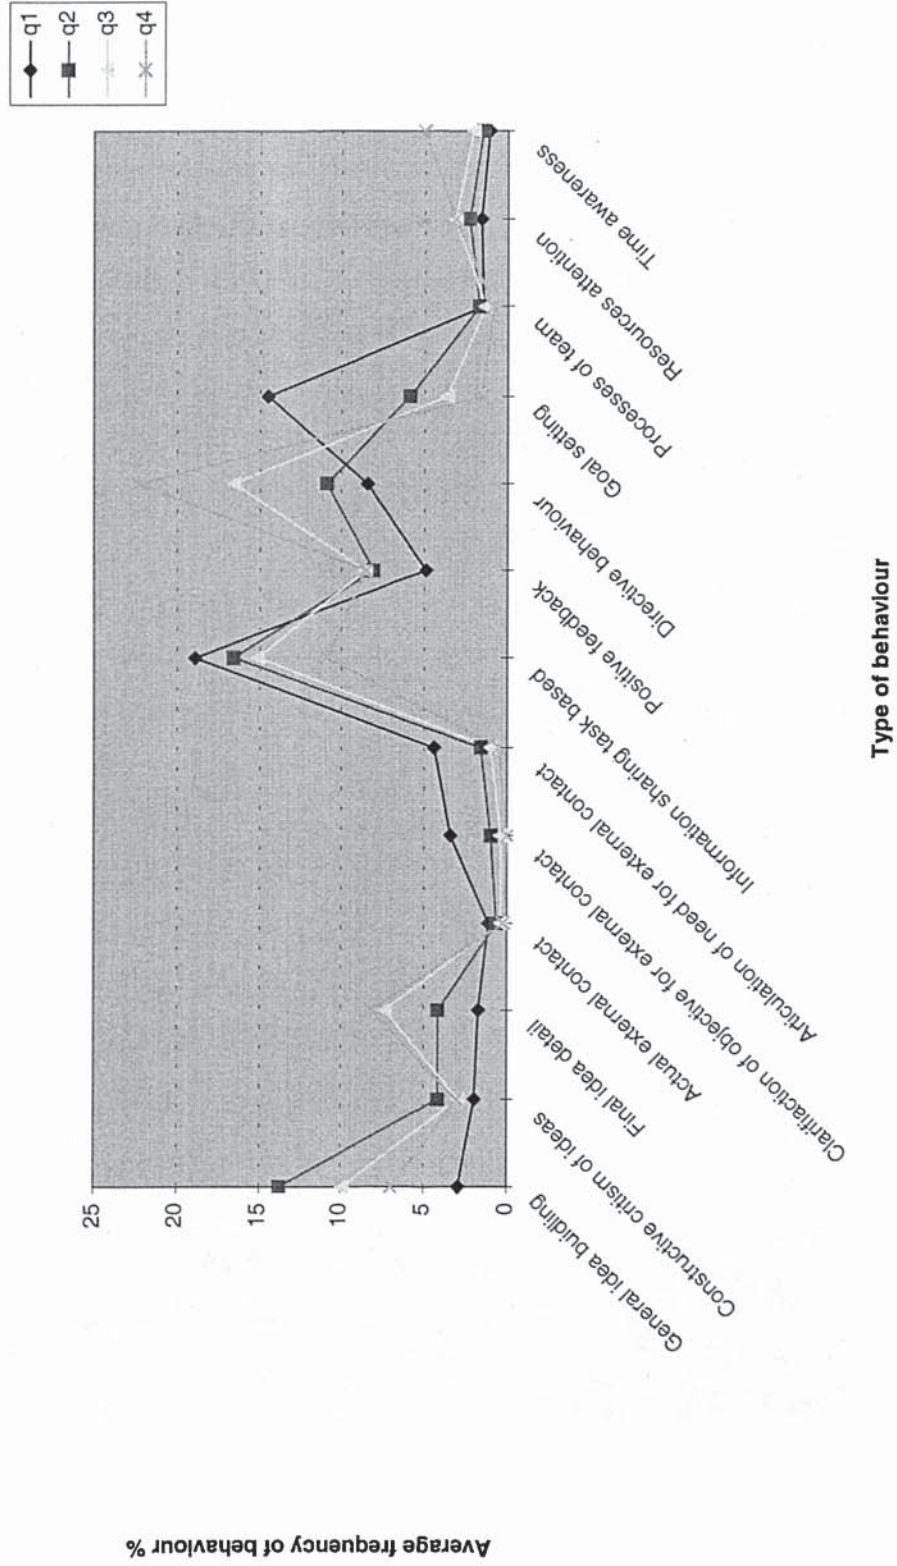 q1
q2
q3
q4
25
20
15
10
5
0
General idea buidling
Constructive critism of ideas
Final idea detail
Actual external contact
Clarifiaction of objective for external contact
Articulation of need for external contact
Information sharing task based
Positive feedback
Directive behaviour
Goal setting
Processes of team
Resources attention
Time awareness
Type of behaviour
Average frequency of behaviour %